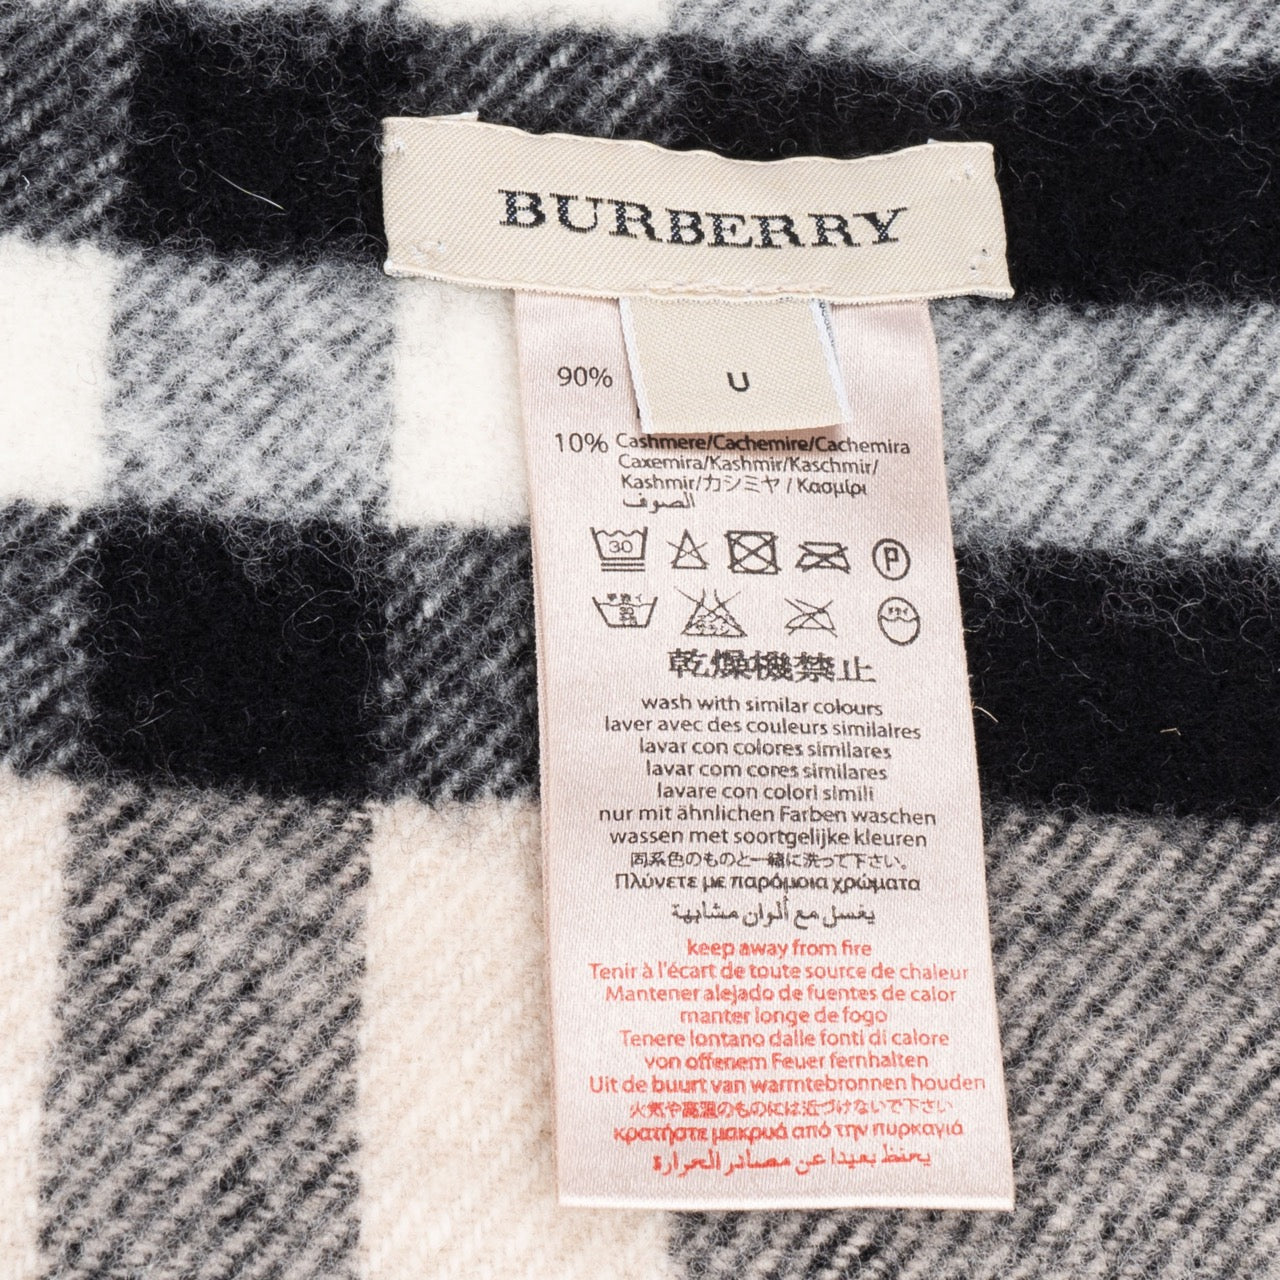 BURBERRY
U
90%
10% Cashmere/Cachemire/Cachemira
Caxemira/Kashmir/Kaschmir/
Kashmir/カシミヤ / Κασμίρι
الصوف
30
P
30
乾燥機禁止
wash with similar colours
laver avec des couleurs similaires
lavar con colores similares
lavar com cores similares
lavare con colori simili
nur mit ähnlichen Farben waschen
wassen met soortgelijke kleuren
同系色のものと一緒に洗って下さい。
Πλύνετε με παρόμοια χρώματα
يغسل مع ألوان مشابهة
keep away from fire
Tenir à l'écart de toute source de chaleur
Mantener alejado de fuentes de calor
manter longe de fogo
Tenere lontano dalle fonti di calore
von offenem Feuer fernhalten
Uit de buurt van warmtebronnen houden
火気や高温のものには近づけないで下さい
κρατήστε μακρυά από την πυρκαγιά
يحتفظ بعيدا عن مصادر الحرارة